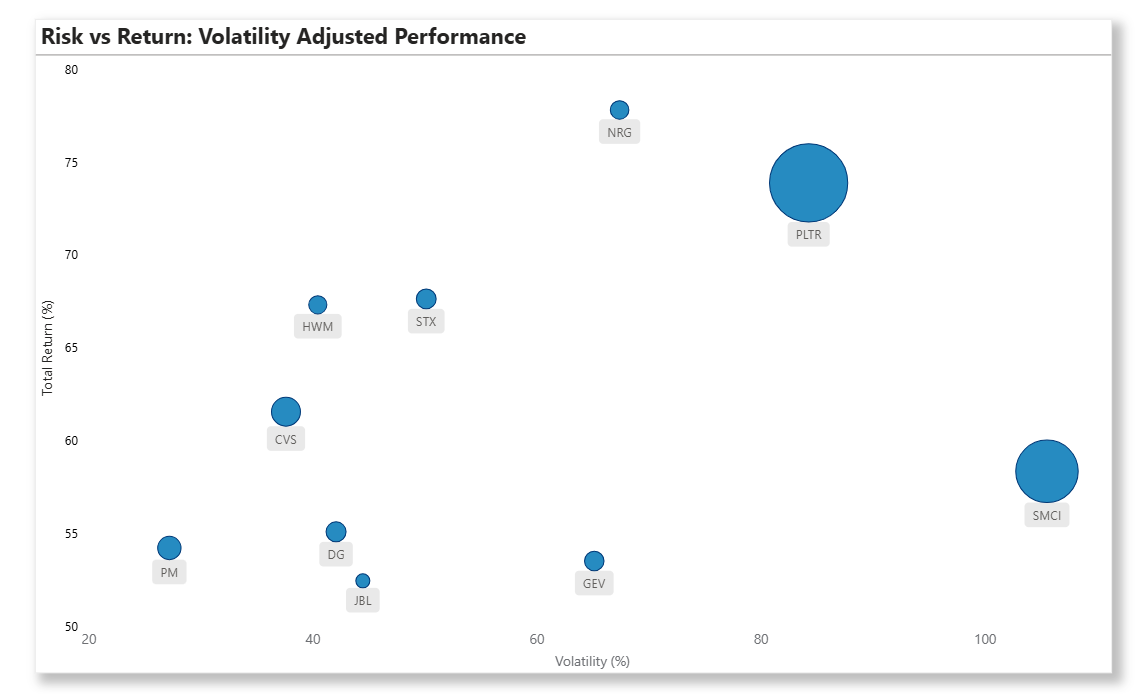 Risk vs Return: Volatility Adjusted Performance
80
75
70
65
60
55
50
Total Return (%)
NRG
PLTR
HWM
STX
CVS
SMCI
DG
PM
JBL
GEV
20
40
60
80
100
Volatility (%)